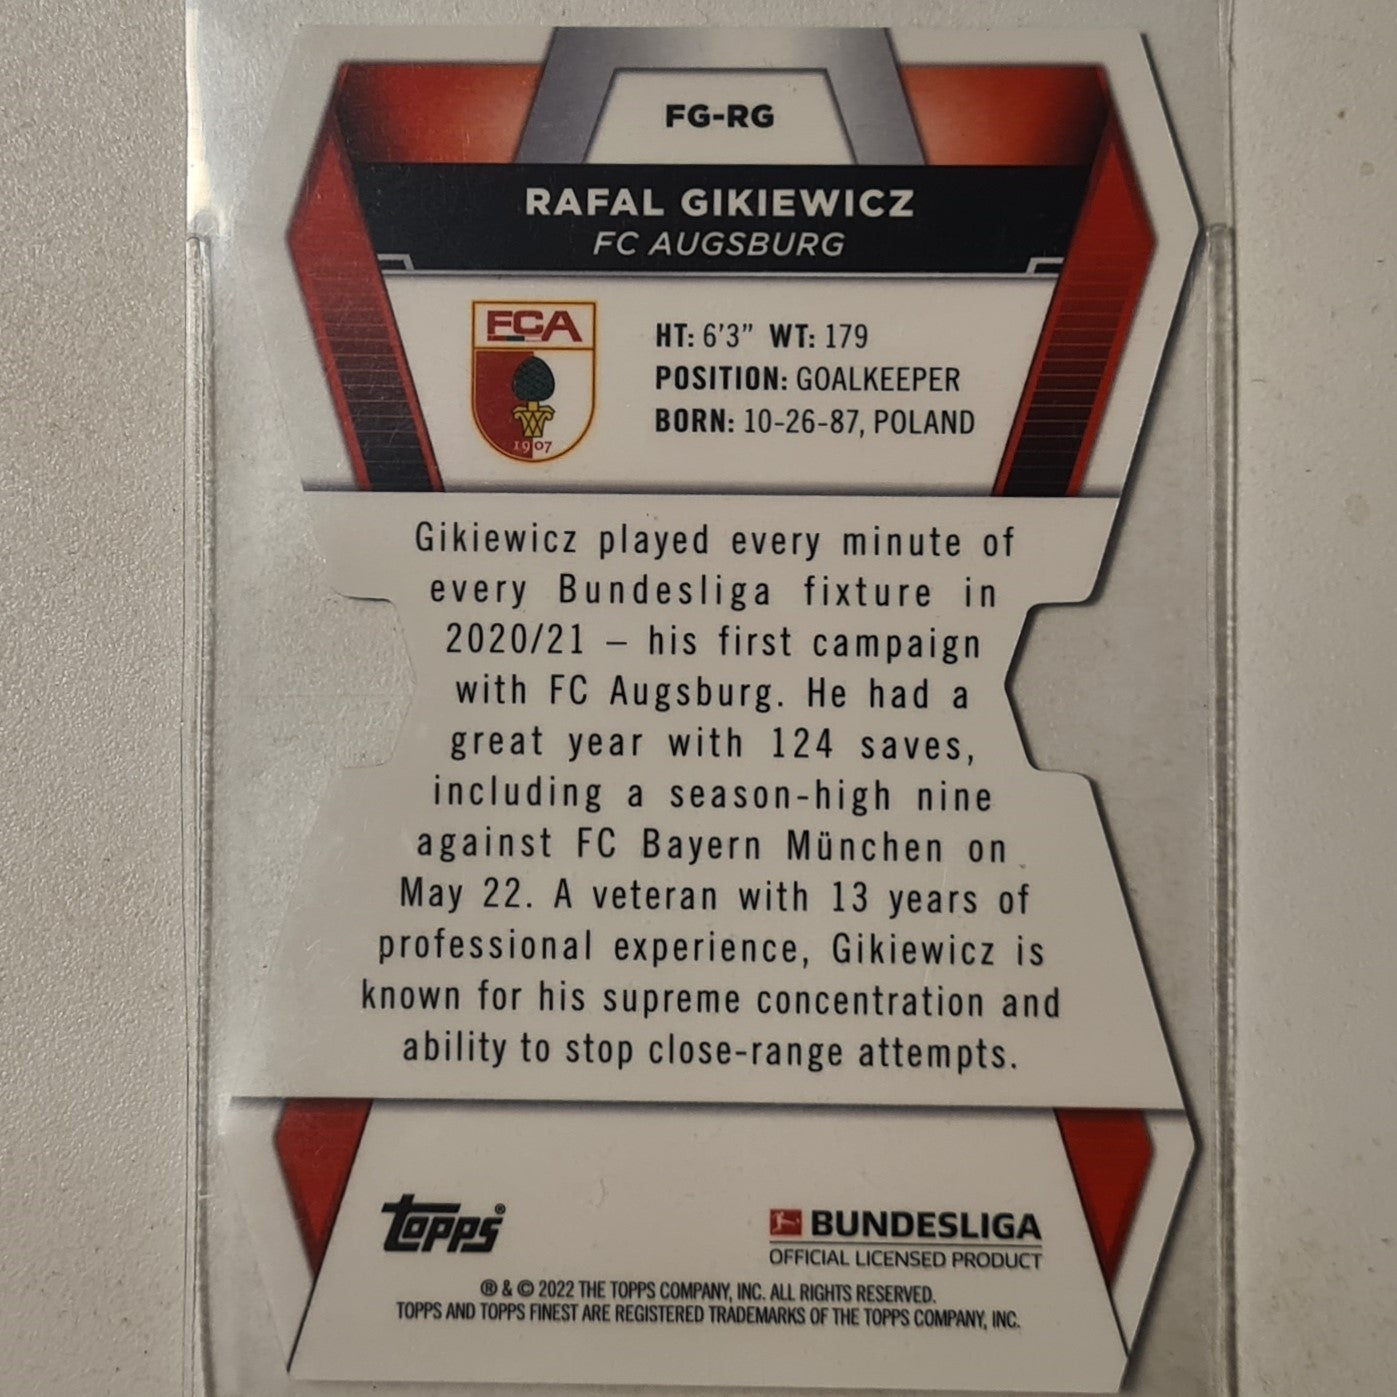 FG-RG
RAFAL GIKIEWICZ
FC AUGSBURG
FCA
1907
HT: 6'3" WT: 179
POSITION: GOALKEEPER
BORN: 10-26-87, POLAND
Gikiewicz played every minute of
every Bundesliga fixture in
2020/21 – his first campaign
with FC Augsburg. He had a
great year with 124 saves,
including a season-high nine
against FC Bayern München on
May 22. A veteran with 13 years of
professional experience, Gikiewicz is
known for his supreme concentration and
ability to stop close-range attempts.
topps®
BUNDESLIGA
OFFICIAL LICENSED PRODUCT
® & © 2022 THE TOPPS COMPANY, INC. ALL RIGHTS RESERVED.
TOPPS AND TOPPS FINEST ARE REGISTERED TRADEMARKS OF THE TOPPS COMPANY, INC.